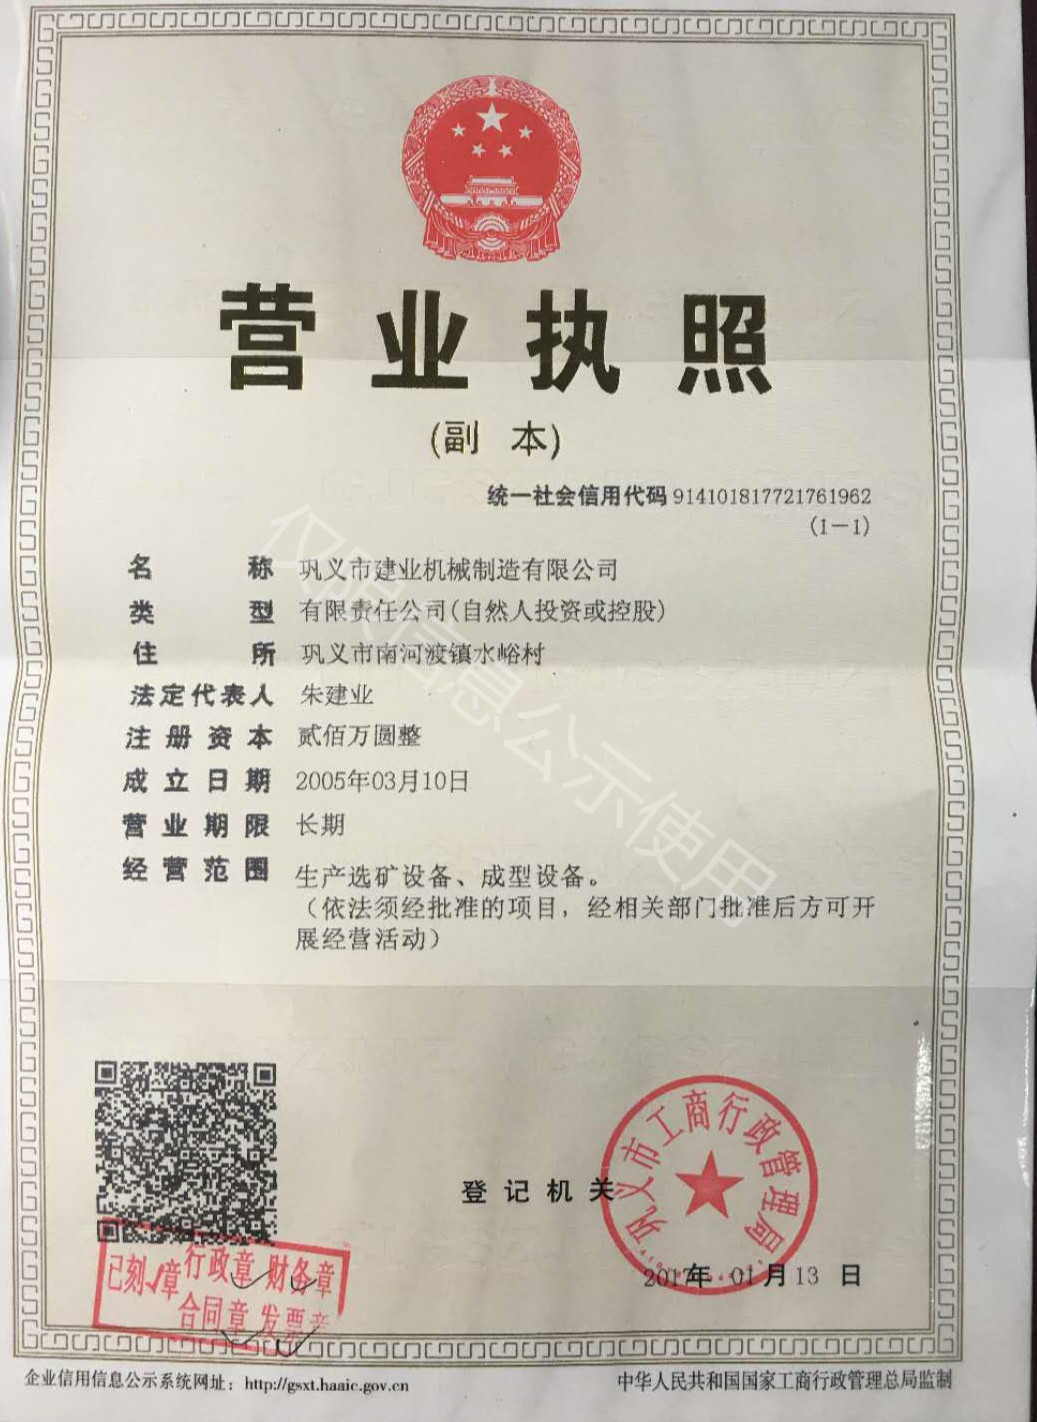 营业执照
(副 本)
统一社会信用代码 914101817721761962
(1-1)
名称 巩义市建业机械制造有限公司
类型 有限责任公司(自然人投资或控股)
住所 巩义市南河渡镇水峪村
法定代表人 朱建业
注册资本 贰佰万圆整
成立日期 2005年03月10日
营业期限 长期
经营范围 生产选矿设备、成型设备。
(依法须经批准的项目,经相关部门批准后方可开
展经营活动)
仅限信息公示使用
登记机关
巩义市工商行政管理局
2017年 01月13 日
已刻√章 行政章 财务章
合同章 发票章
企业信用信息公示系统网址: http://gsxt.haaic.gov.cn
中华人民共和国国家工商行政管理总局监制